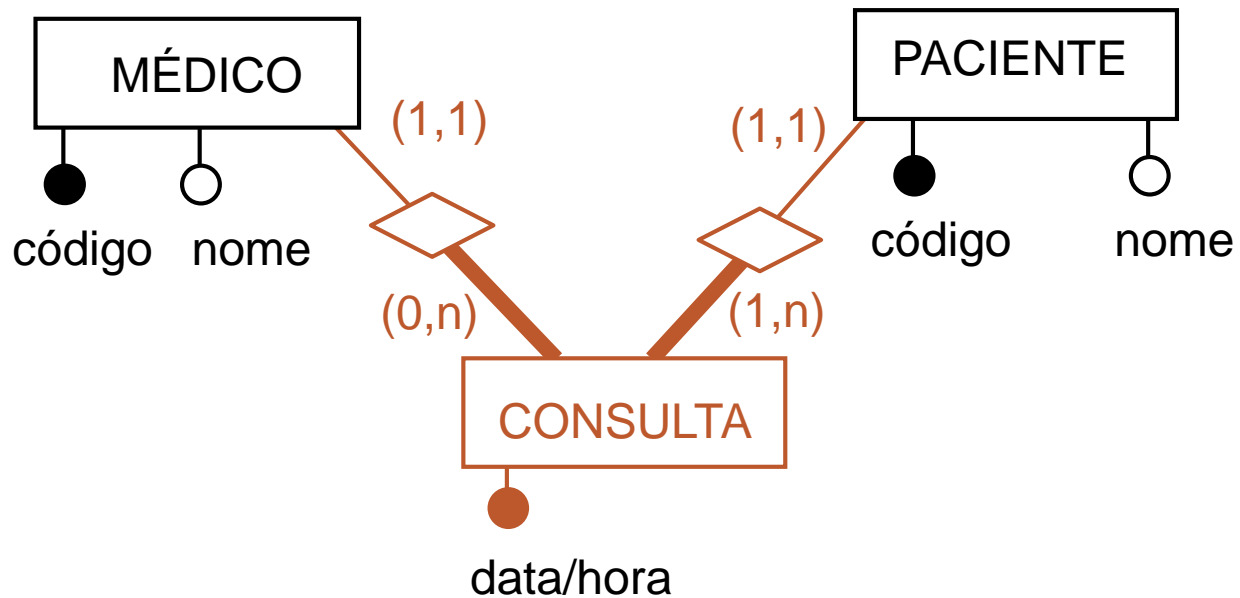 MÉDICO
PACIENTE
(1,1)
(1,1)
código nome
código nome
(0,n)
(1,n)
CONSULTA
data/hora